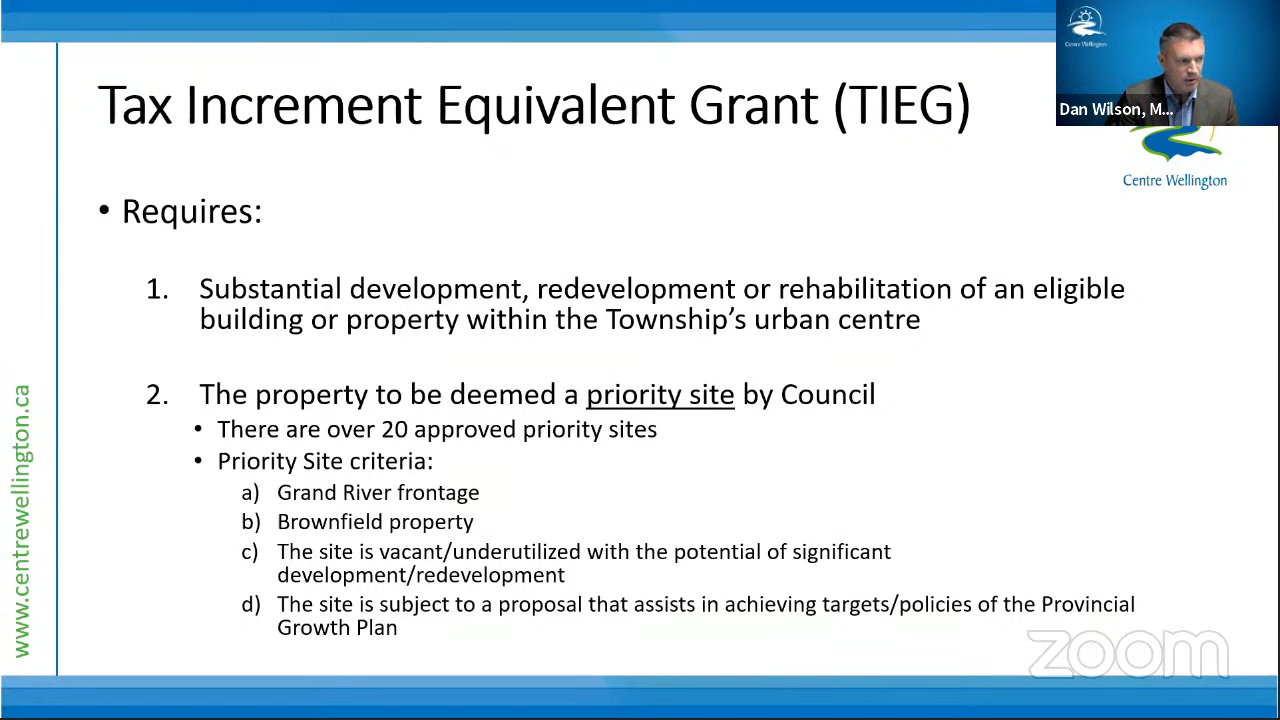 Centre Wellington
Dan Wilson, M...
Tax Increment Equivalent Grant (TIEG)
Centre Wellington
• Requires:
1. Substantial development, redevelopment or rehabilitation of an eligible
building or property within the Township's urban centre
2. The property to be deemed a priority site by Council
• There are over 20 approved priority sites
• Priority Site criteria:
a) Grand River frontage
b) Brownfield property
c) The site is vacant/underutilized with the potential of significant
development/redevelopment
d) The site is subject to a proposal that assists in achieving targets/policies of the Provincial
Growth Plan
www.centrewellington.ca
zoom